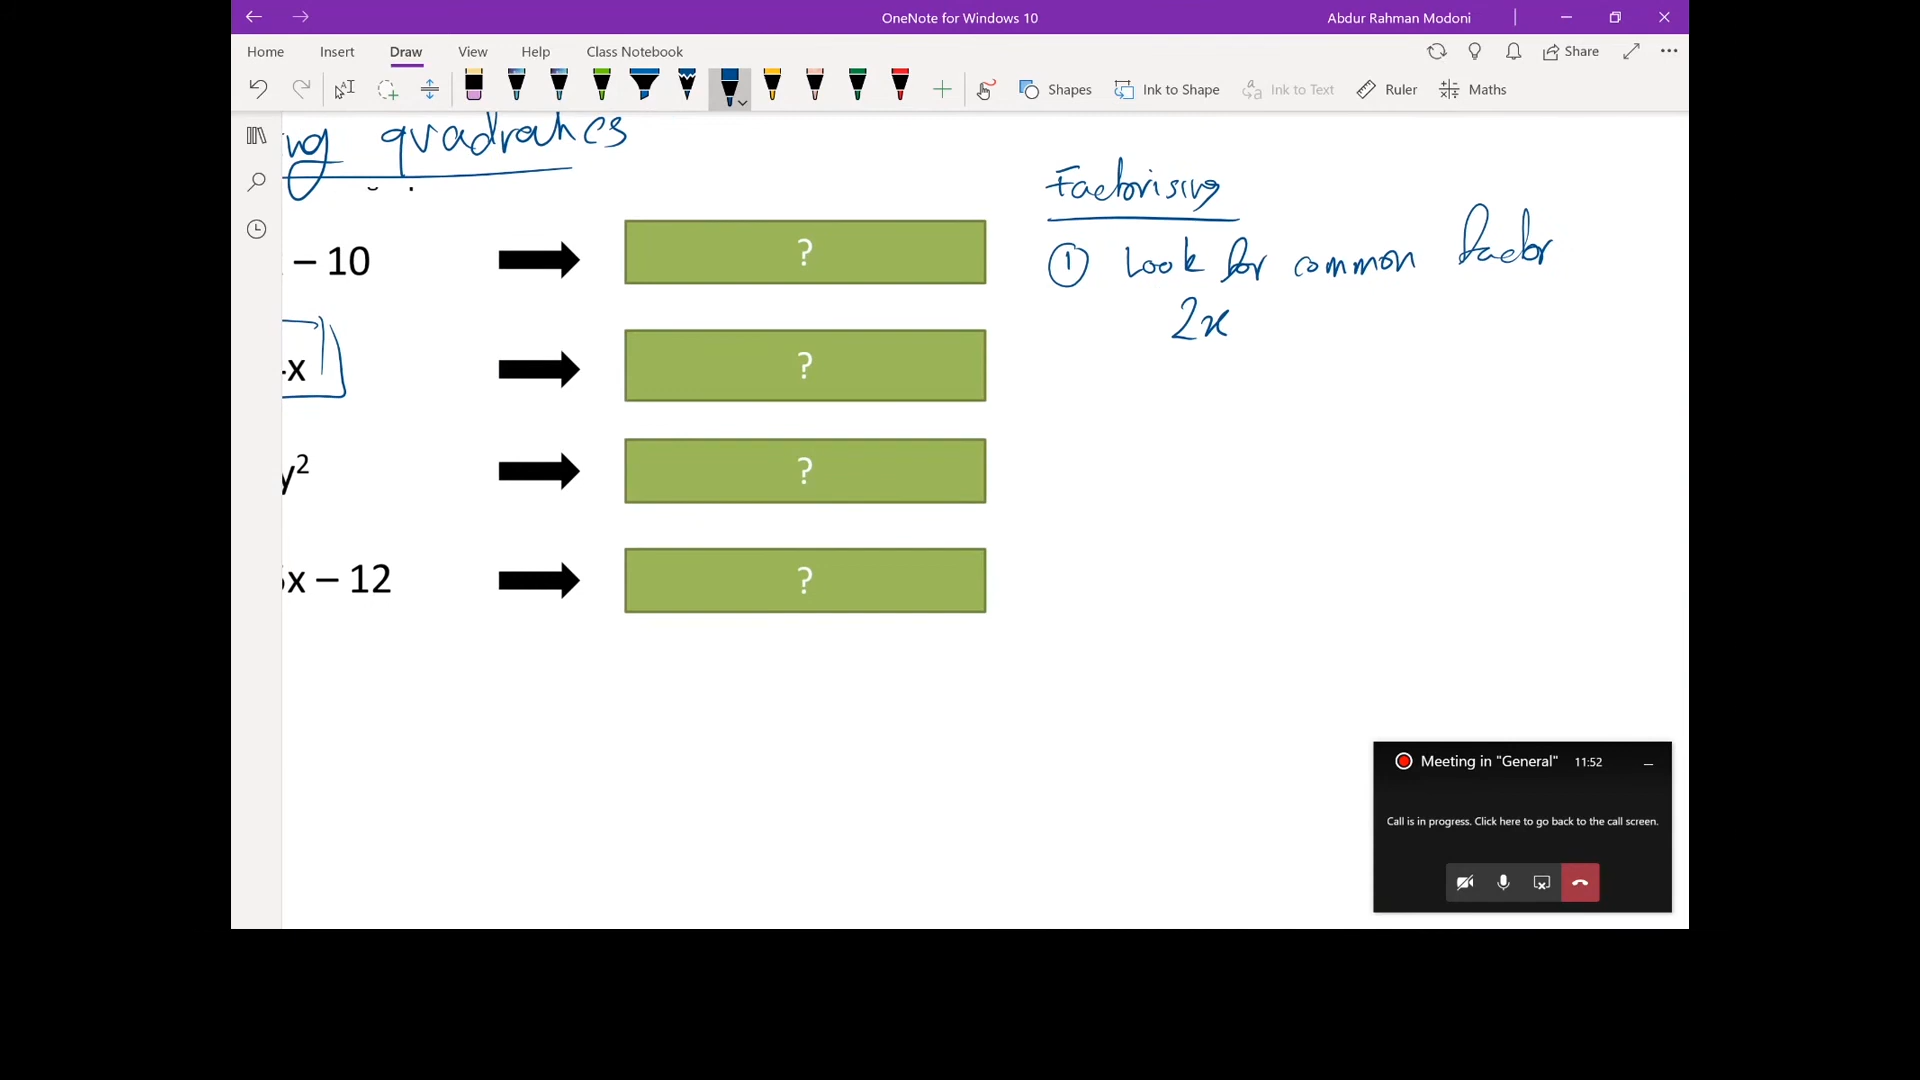 OneNote for Windows 10
Abdur Rahman Modoni
Home Insert Draw View Help Class Notebook
Share
Shapes Ink to Shape Ink to Text Ruler Maths
quadratics
– 10 ?
x ?
y² ?
x – 12 ?
Factorising
① Look for common factor
2x
Meeting in "General" 11:52
Call is in progress. Click here to go back to the call screen.